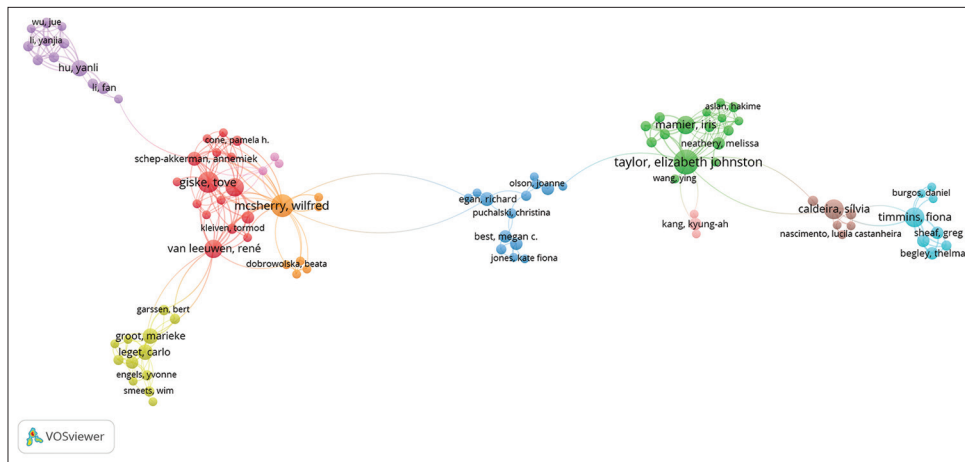 wu, jue
li, yanjia
hu, yanli
li, fan
cone, pamela h.
schep-akkerman, annemiek
giske, tove
mcsherry, wilfred
kleiven, tormod
van leeuwen, rené
dobrowolska, beata
garssen, bert
groot, marieke
leget, carlo
engels, yvonne
smeets, wim
olson, joanne
egan, richard
puchalski, christina
best, megan c.
jones, kate fiona
aslan, hakime
mamier, iris
neathery, melissa
taylor, elizabeth johnston
wang, ying
kang, kyung-ah
caldeira, sílvia
nascimento, lucila castanheira
burgos, daniel
timmins, fiona
sheaf, greg
begley, thelma
VOSviewer